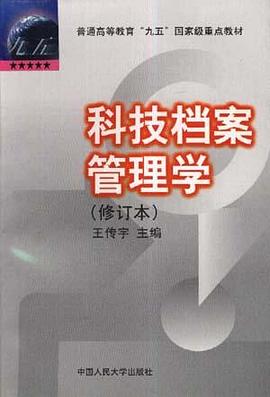 普通高等教育“九五”国家级重点教材
九五
科技档案
管理学
(修订本)
王传宇 主编
中国人民大学出版社